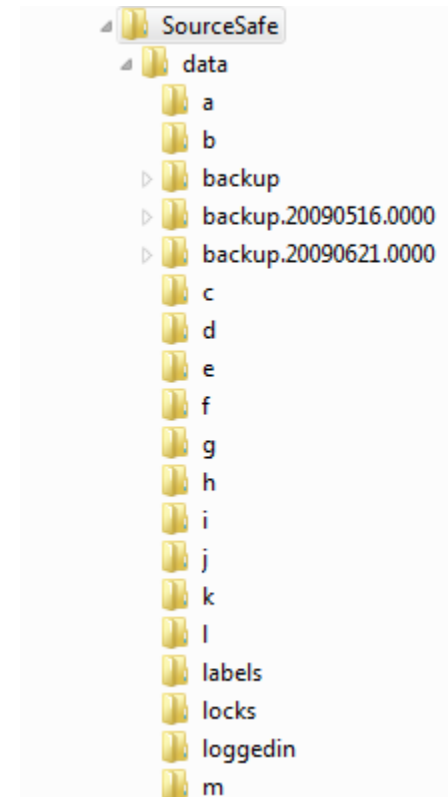 SourceSafe
data
a
b
backup
backup.20090516.0000
backup.20090621.0000
c
d
e
f
g
h
i
j
k
l
labels
locks
loggedin
m